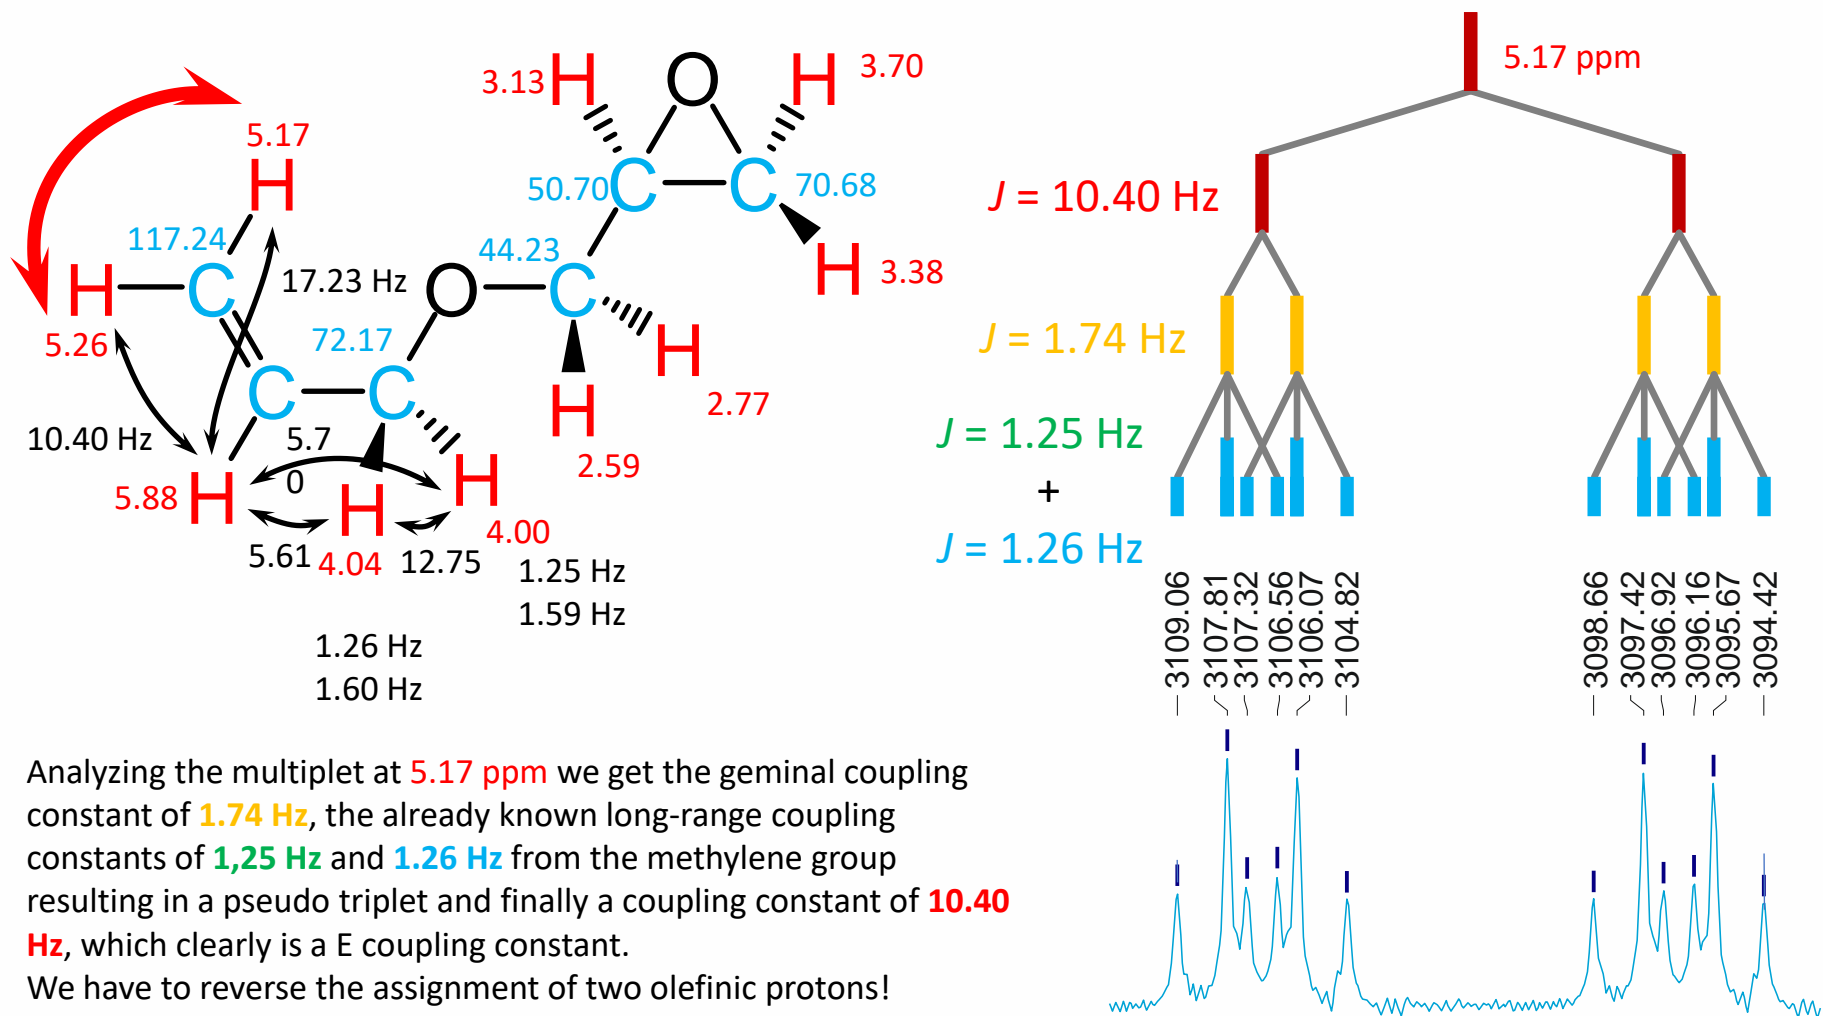 5.17 ppm
3.13 H
O
H 3.70
5.17
H
50.70 C
C 70.68
J = 10.40 Hz
117.24
44.23
H
C
17.23 Hz
O
C
H 3.38
5.26
72.17
H
J = 1.74 Hz
C
C
H
2.77
10.40 Hz
5.7
0
2.59
J = 1.25 Hz
+
J = 1.26 Hz
5.88 H
H
H
4.00
5.61
4.04
12.75
1.25 Hz
1.59 Hz
1.26 Hz
1.60 Hz
3109.06
3107.81
3107.32
3106.56
3106.07
3104.82
3098.66
3097.42
3096.92
3096.16
3095.67
3094.42
Analyzing the multiplet at 5.17 ppm we get the geminal coupling
constant of 1.74 Hz, the already known long-range coupling
constants of 1,25 Hz and 1.26 Hz from the methylene group
resulting in a pseudo triplet and finally a coupling constant of 10.40
Hz, which clearly is a E coupling constant.
We have to reverse the assignment of two olefinic protons!